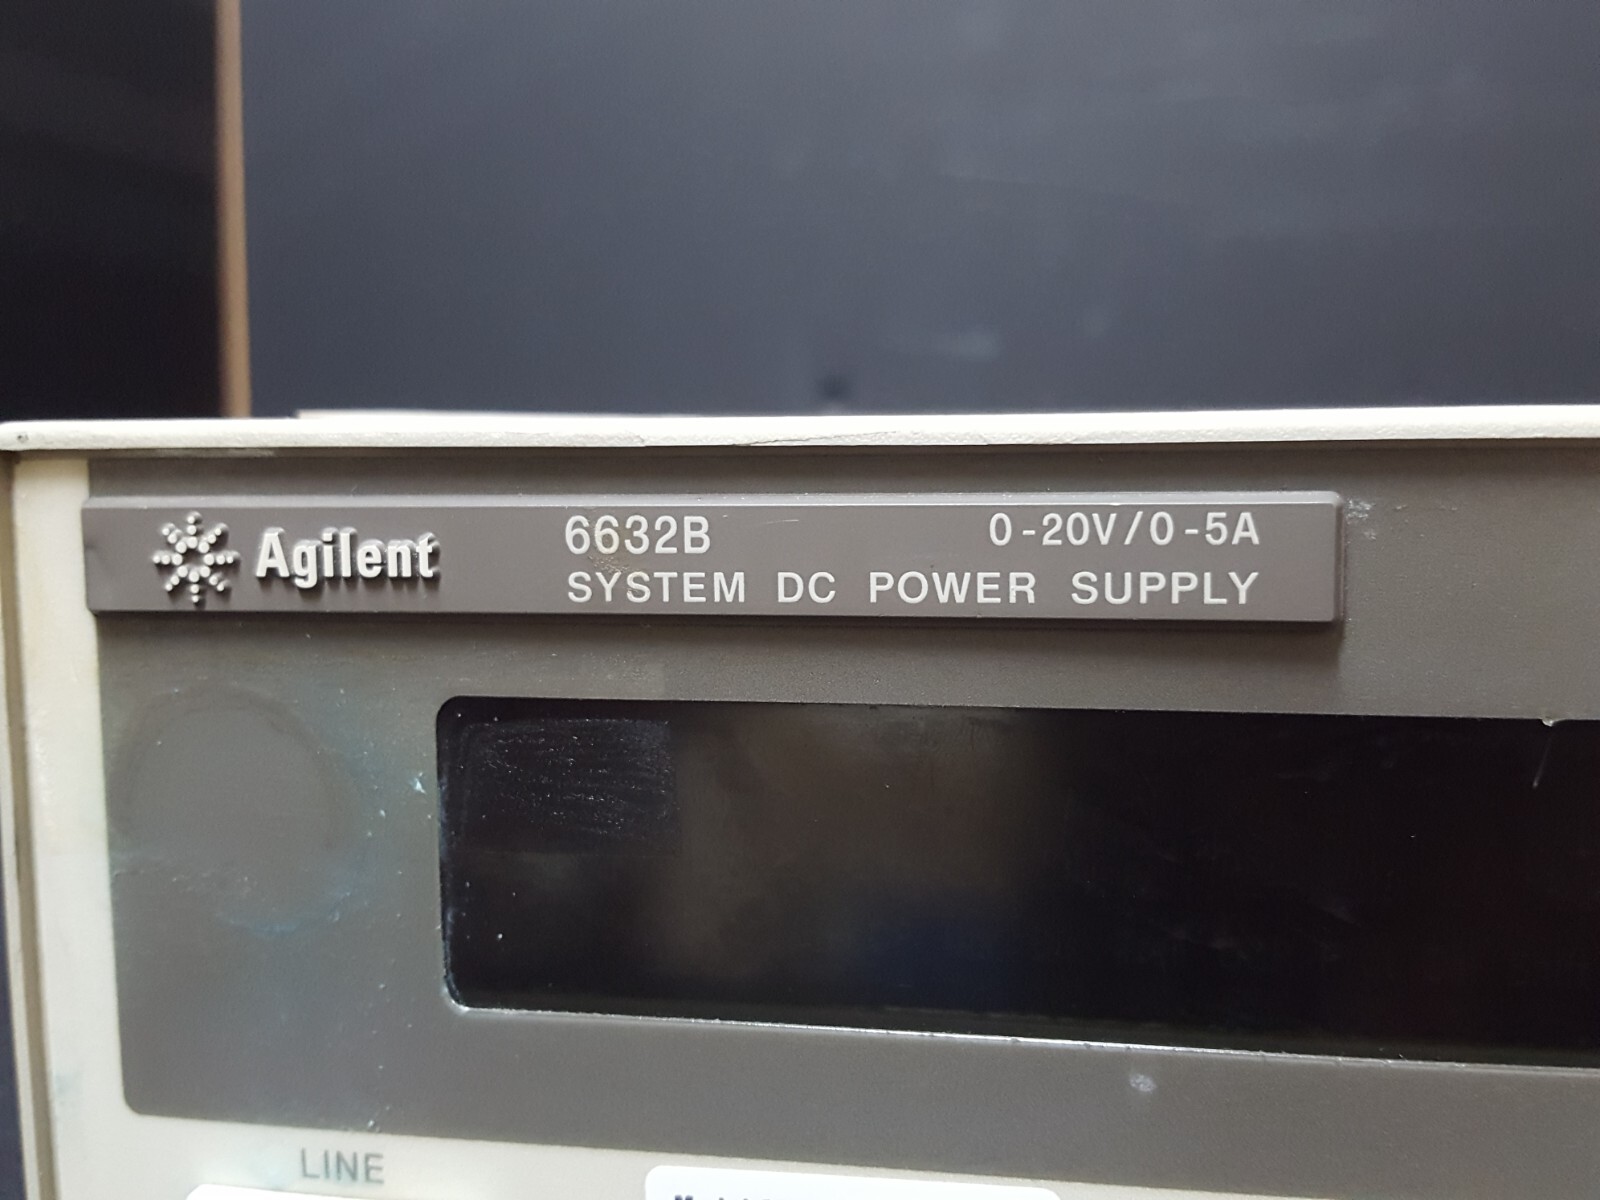 Agilent
6632B 0-20V/0-5A
SYSTEM DC POWER SUPPLY
LINE